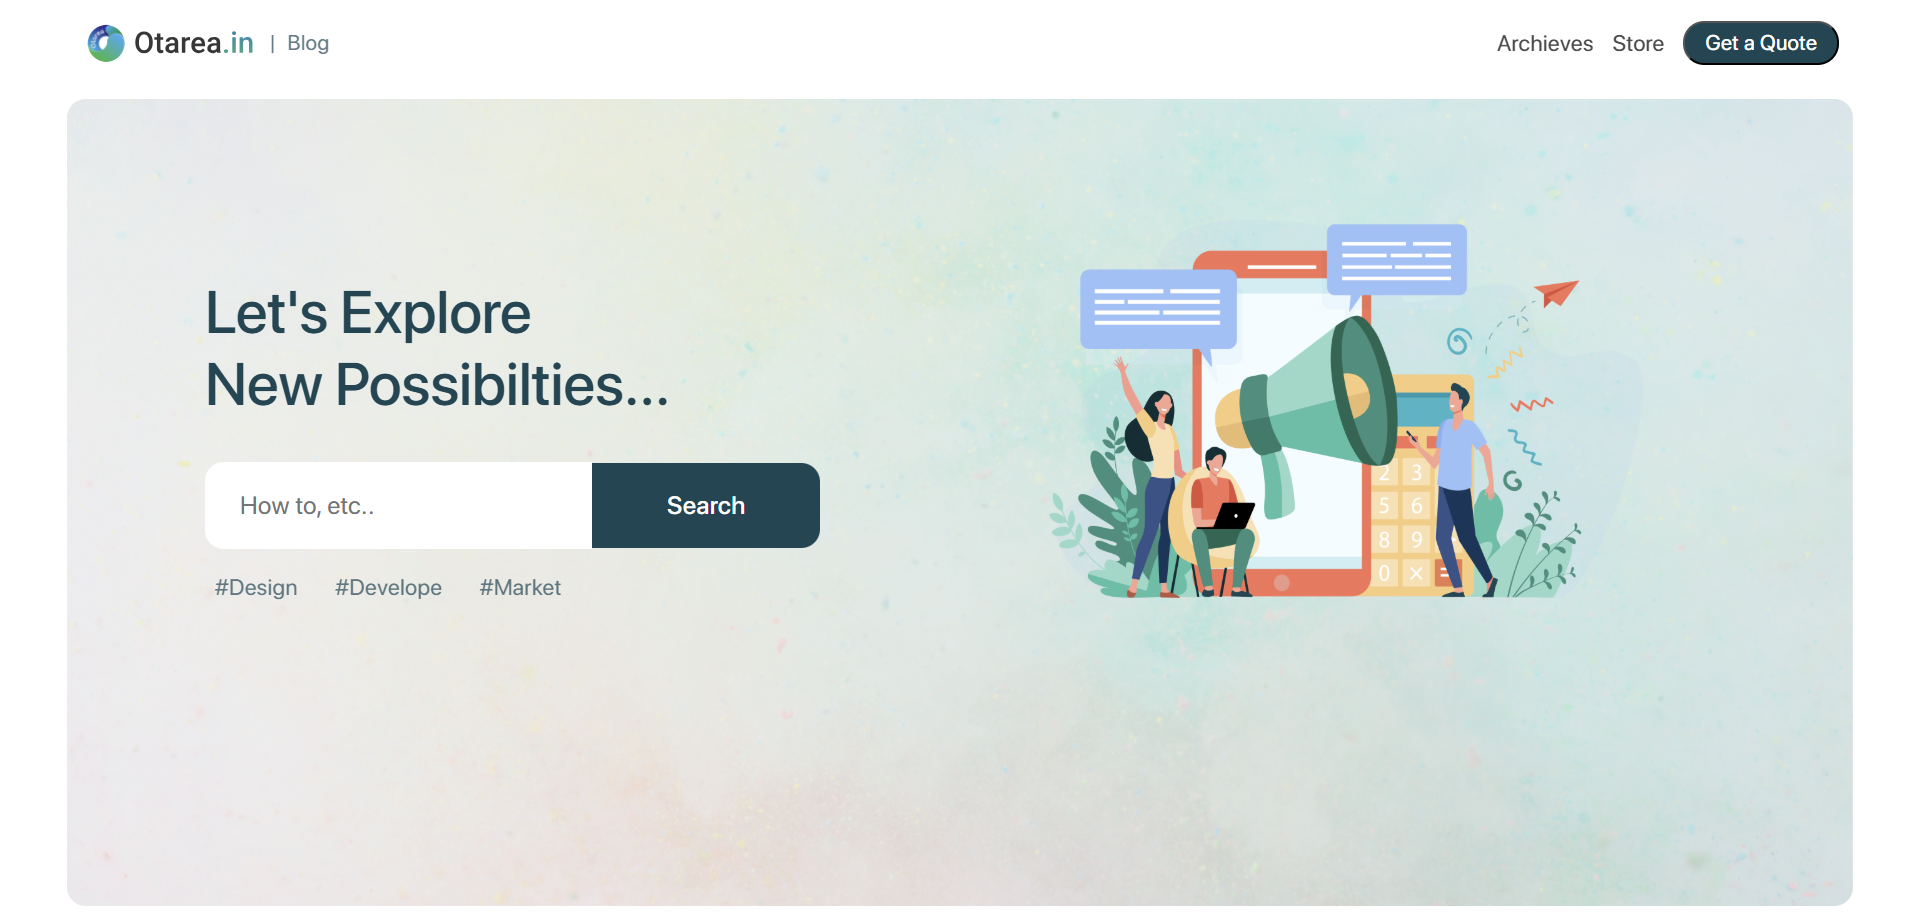 Otarea.in | Blog
Archieves Store Get a Quote
Let's Explore
New Possibilties...
How to, etc.. Search
#Design #Develope #Market
2 3
5 6
8 9
0 × =